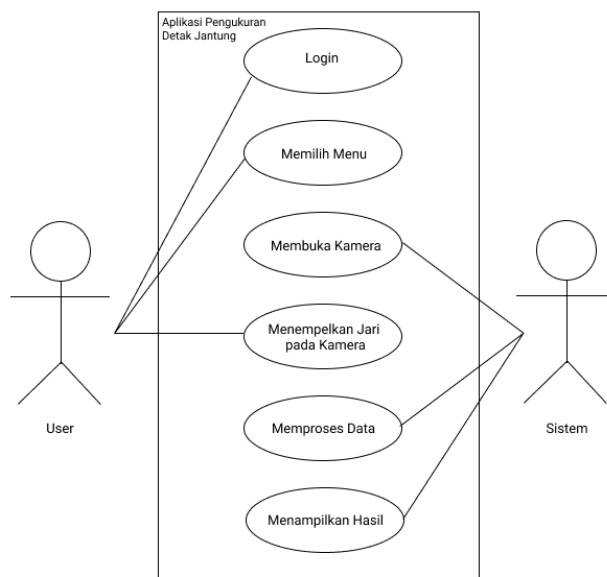 Aplikasi Pengukuran
Detak Jantung
Login
Memilih Menu
Membuka Kamera
Menempelkan Jari
pada Kamera
Memproses Data
Menampilkan Hasil
User
Sistem